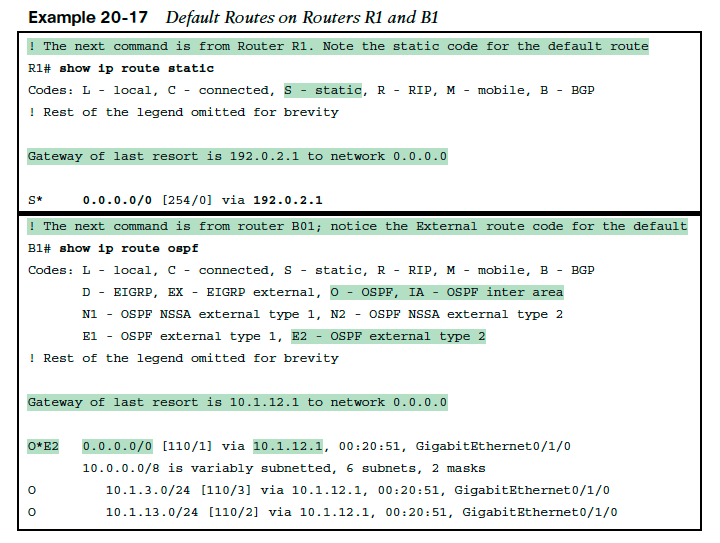 Example 20-17 Default Routes on Routers R1 and B1
! The next command is from Router R1. Note the static code for the default route
R1# show ip route static
Codes: L - local, C - connected, S - static, R - RIP, M - mobile, B - BGP
! Rest of the legend omitted for brevity
Gateway of last resort is 192.0.2.1 to network 0.0.0.0
S* 0.0.0.0/0 [254/0] via 192.0.2.1
! The next command is from router B01; notice the External route code for the default
B1# show ip route ospf
Codes: L - local, C - connected, S - static, R - RIP, M - mobile, B - BGP
D - EIGRP, EX - EIGRP external, O - OSPF, IA - OSPF inter area
N1 - OSPF NSSA external type 1, N2 - OSPF NSSA external type 2
E1 - OSPF external type 1, E2 - OSPF external type 2
! Rest of the legend omitted for brevity
Gateway of last resort is 10.1.12.1 to network 0.0.0.0
O*E2 0.0.0.0/0 [110/1] via 10.1.12.1, 00:20:51, GigabitEthernet0/1/0
10.0.0.0/8 is variably subnetted, 6 subnets, 2 masks
O 10.1.3.0/24 [110/3] via 10.1.12.1, 00:20:51, GigabitEthernet0/1/0
O 10.1.13.0/24 [110/2] via 10.1.12.1, 00:20:51, GigabitEthernet0/1/0